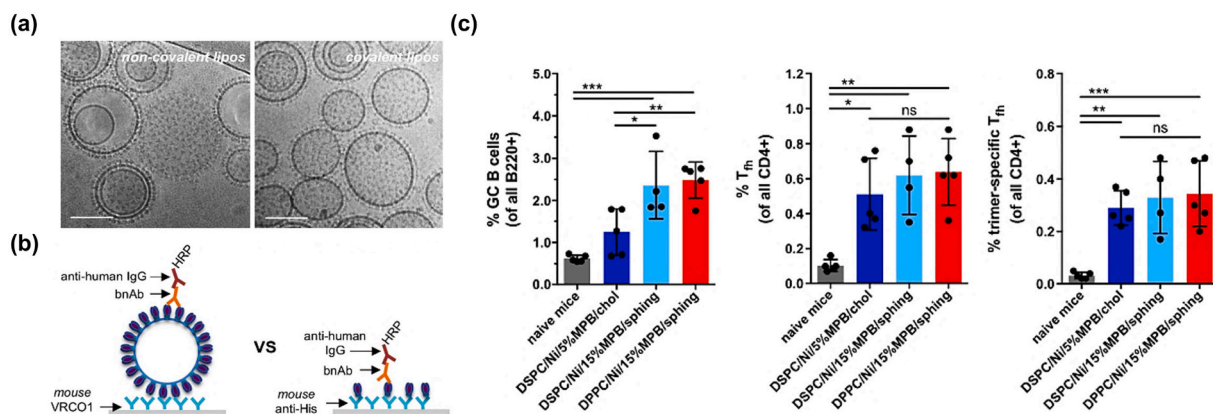 (a)
non-covalent lipos
covalent lipos
(b)
HRP
anti-human IgG
bnAb
mouse
VRCO1
VS
HRP
anti-human
IgG
bnAb
mouse
anti-His
(c)
% GC B cells
(of all B220+)
5.0
4.0
3.0
2.0
1.0
0.0
***
**
*
naive mice
DSPC/Ni/5%MPB/chol
DSPC/Ni/15%MPB/sphing
DPPC/Ni/15%MPB/sphing
% Tfh
(of all CD4+)
1.2
1.0
0.8
0.6
0.4
0.2
0.0
**
*
ns
naive mice
DSPC/Ni/5%MPB/chol
DSPC/Ni/15%MPB/sphing
DPPC/Ni/15%MPB/sphing
% trimer-specific Tfh
(of all CD4+)
0.8
0.6
0.4
0.2
0.0
***
**
ns
naive mice
DSPC/Ni/5%MPB/chol
DSPC/Ni/15%MPB/sphing
DPPC/Ni/15%MPB/sphing